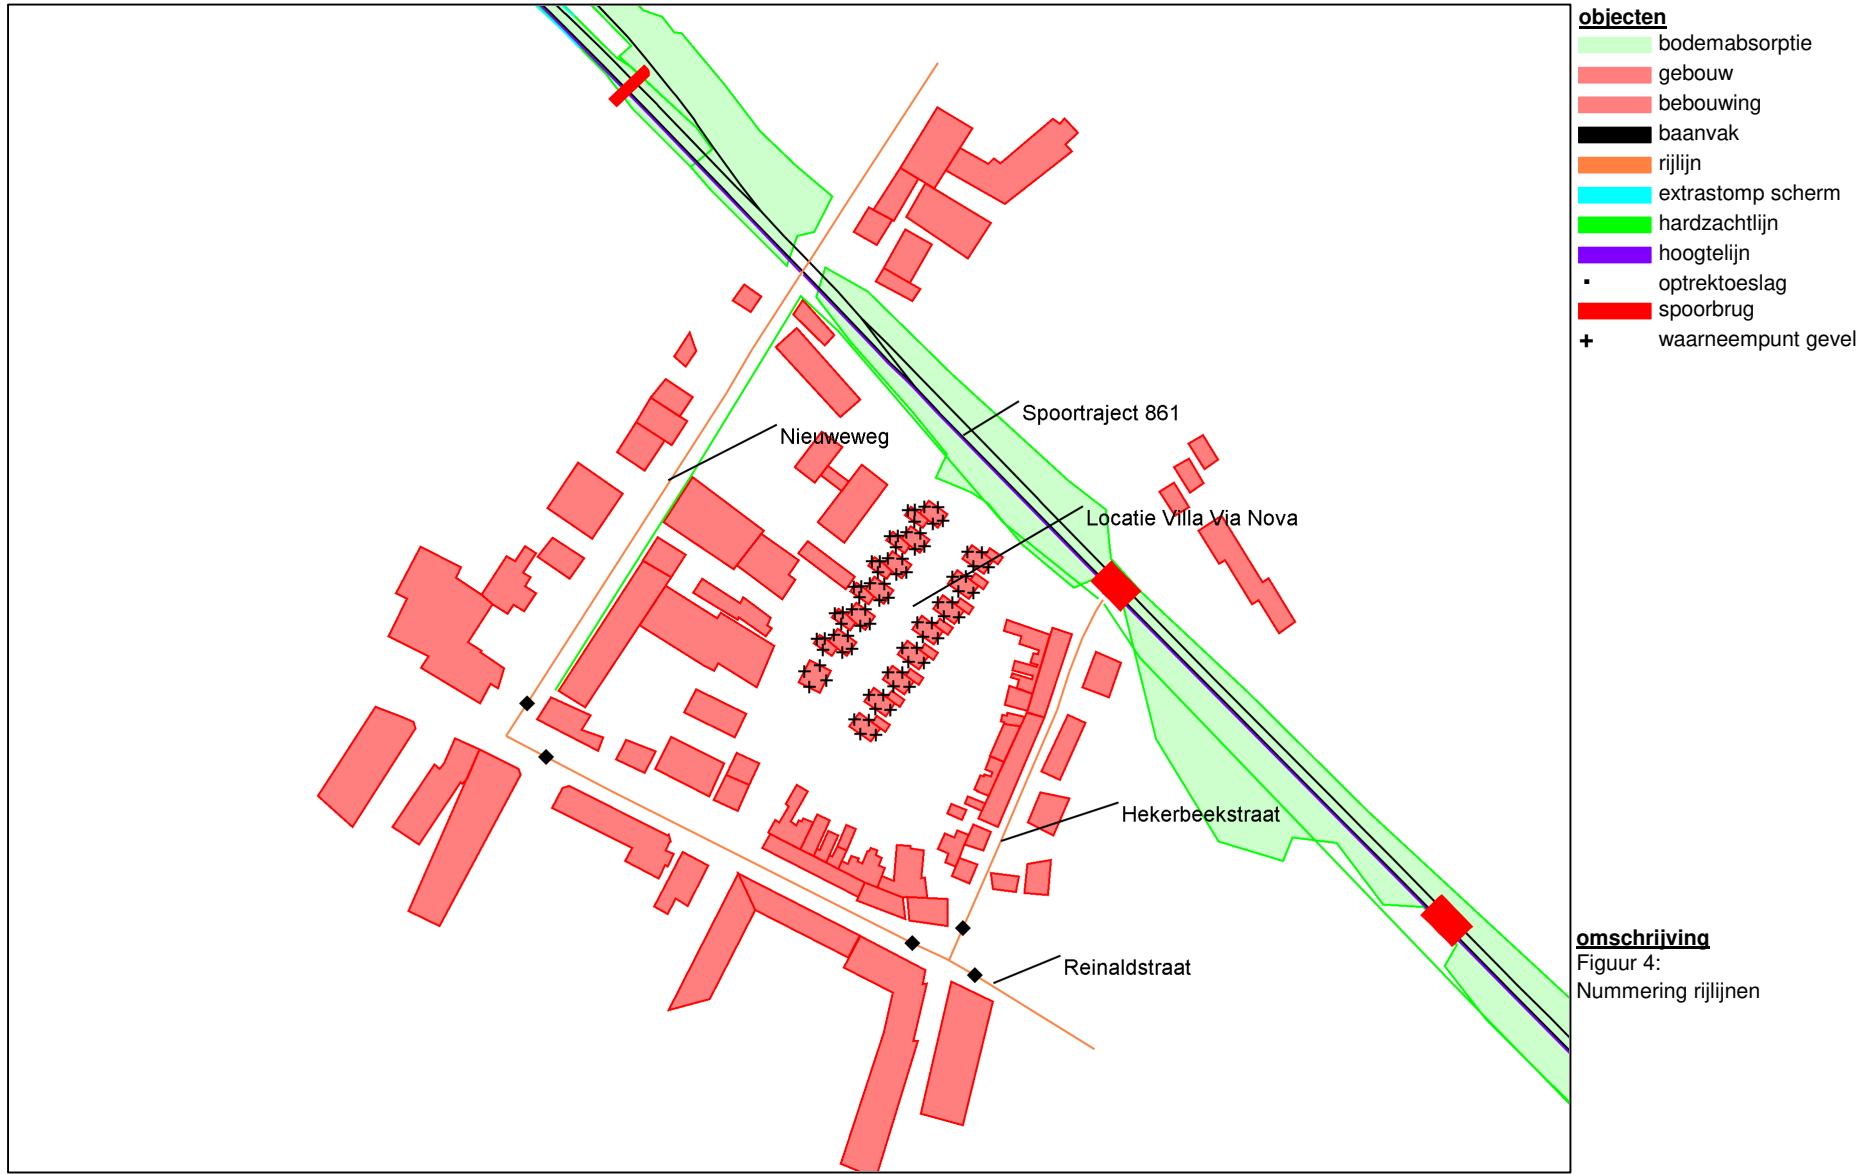 objecten
bodemabsorptie
gebouw
bebouwing
baanvak
rijlijn
extrastomp scherm
hardzachtlijn
hoogtelijn
optrektoeslag
spoorbrug
waarneempunt gevel
Spoortraject 861
Nieuweweg
Locatie Villa Via Nova
Hekerbeekstraat
Reinaldstraat
omschrijving
Figuur 4:
Nummering rijlijnen